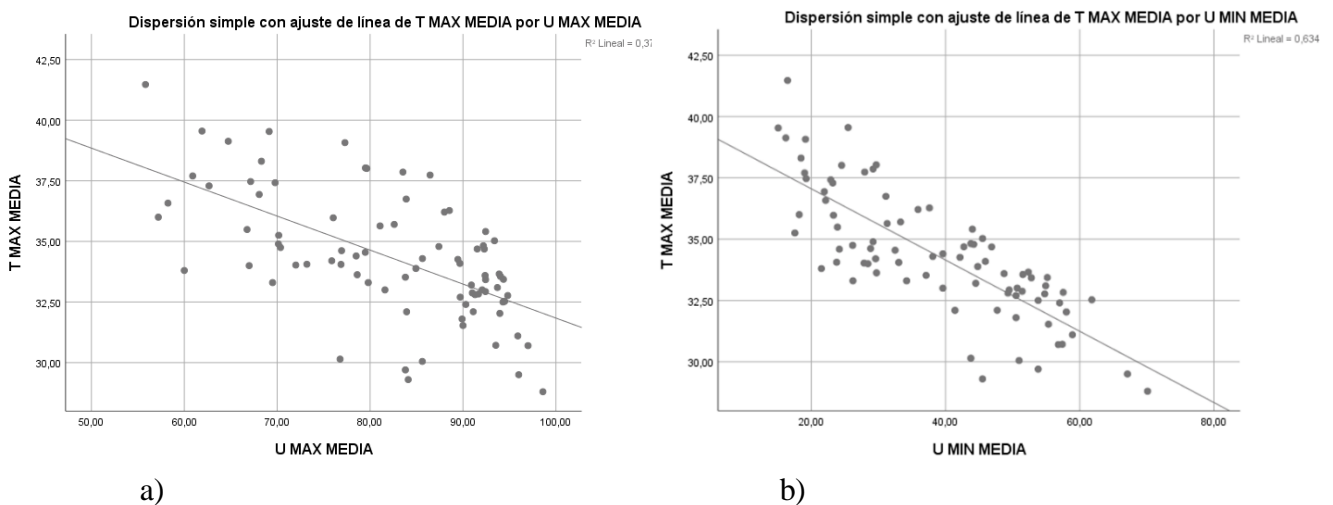 Dispersión simple con ajuste de línea de T MAX MEDIA por U MAX MEDIA
R² Lineal = 0,37
42,50
40,00
37,50
35,00
32,50
30,00
T MAX MEDIA
50,00 60,00 70,00 80,00 90,00 100,00
U MAX MEDIA
a)
Dispersión simple con ajuste de línea de T MAX MEDIA por U MIN MEDIA
R² Lineal = 0,634
42,50
40,00
37,50
35,00
32,50
30,00
T MAX MEDIA
20,00 40,00 60,00 80,00
U MIN MEDIA
b)